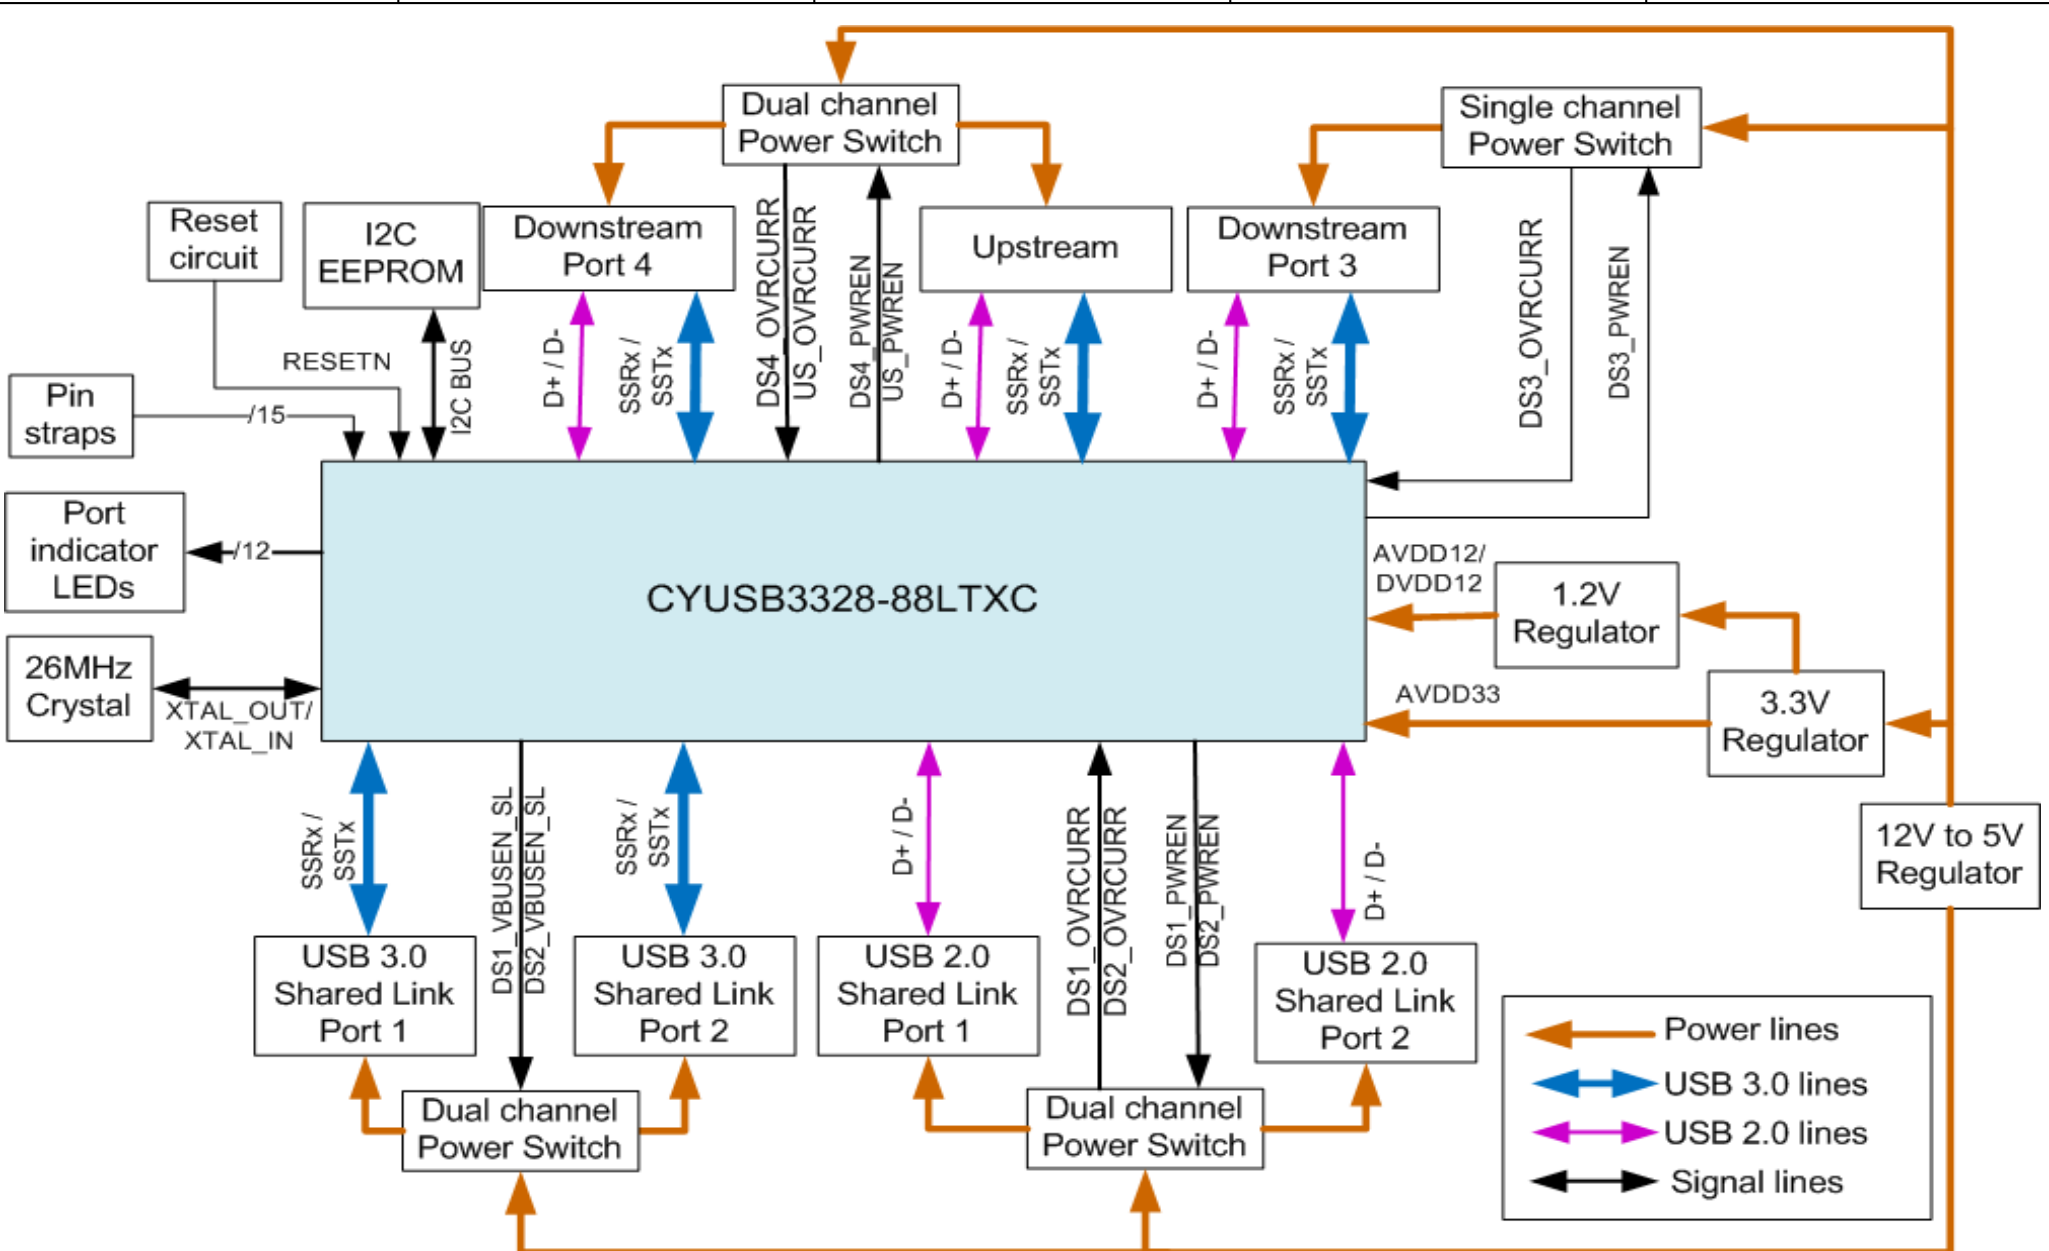 Dual channel
Power Switch
Single channel
Power Switch
Reset
circuit
I2C
EEPROM
Downstream
Port 4
DS4_OVRCURR
US_OVRCURR
DS4_PWREN
US_PWREN
Upstream
Downstream
Port 3
DS3_OVRCURR
DS3_PWREN
RESETN
I2C BUS
D+ / D-
SSRx /
SSTx
D+ / D-
SSRx /
SSTx
D+ / D-
SSRx /
SSTx
Pin
straps
/15
Port
indicator
LEDs
/12
CYUSB3328-88LTXC
AVDD12/
DVDD12
1.2V
Regulator
26MHz
Crystal
XTAL_OUT/
XTAL_IN
AVDD33
3.3V
Regulator
12V to 5V
Regulator
SSRx /
SSTx
DS1_VBUSEN_SL
DS2_VBUSEN_SL
SSRx /
SSTx
D+ / D-
DS1_OVRCURR
DS2_OVRCURR
DS1_PWREN
DS2_PWREN
D+ / D-
USB 3.0
Shared Link
Port 1
USB 3.0
Shared Link
Port 2
USB 2.0
Shared Link
Port 1
USB 2.0
Shared Link
Port 2
Dual channel
Power Switch
Dual channel
Power Switch
Power lines
USB 3.0 lines
USB 2.0 lines
Signal lines